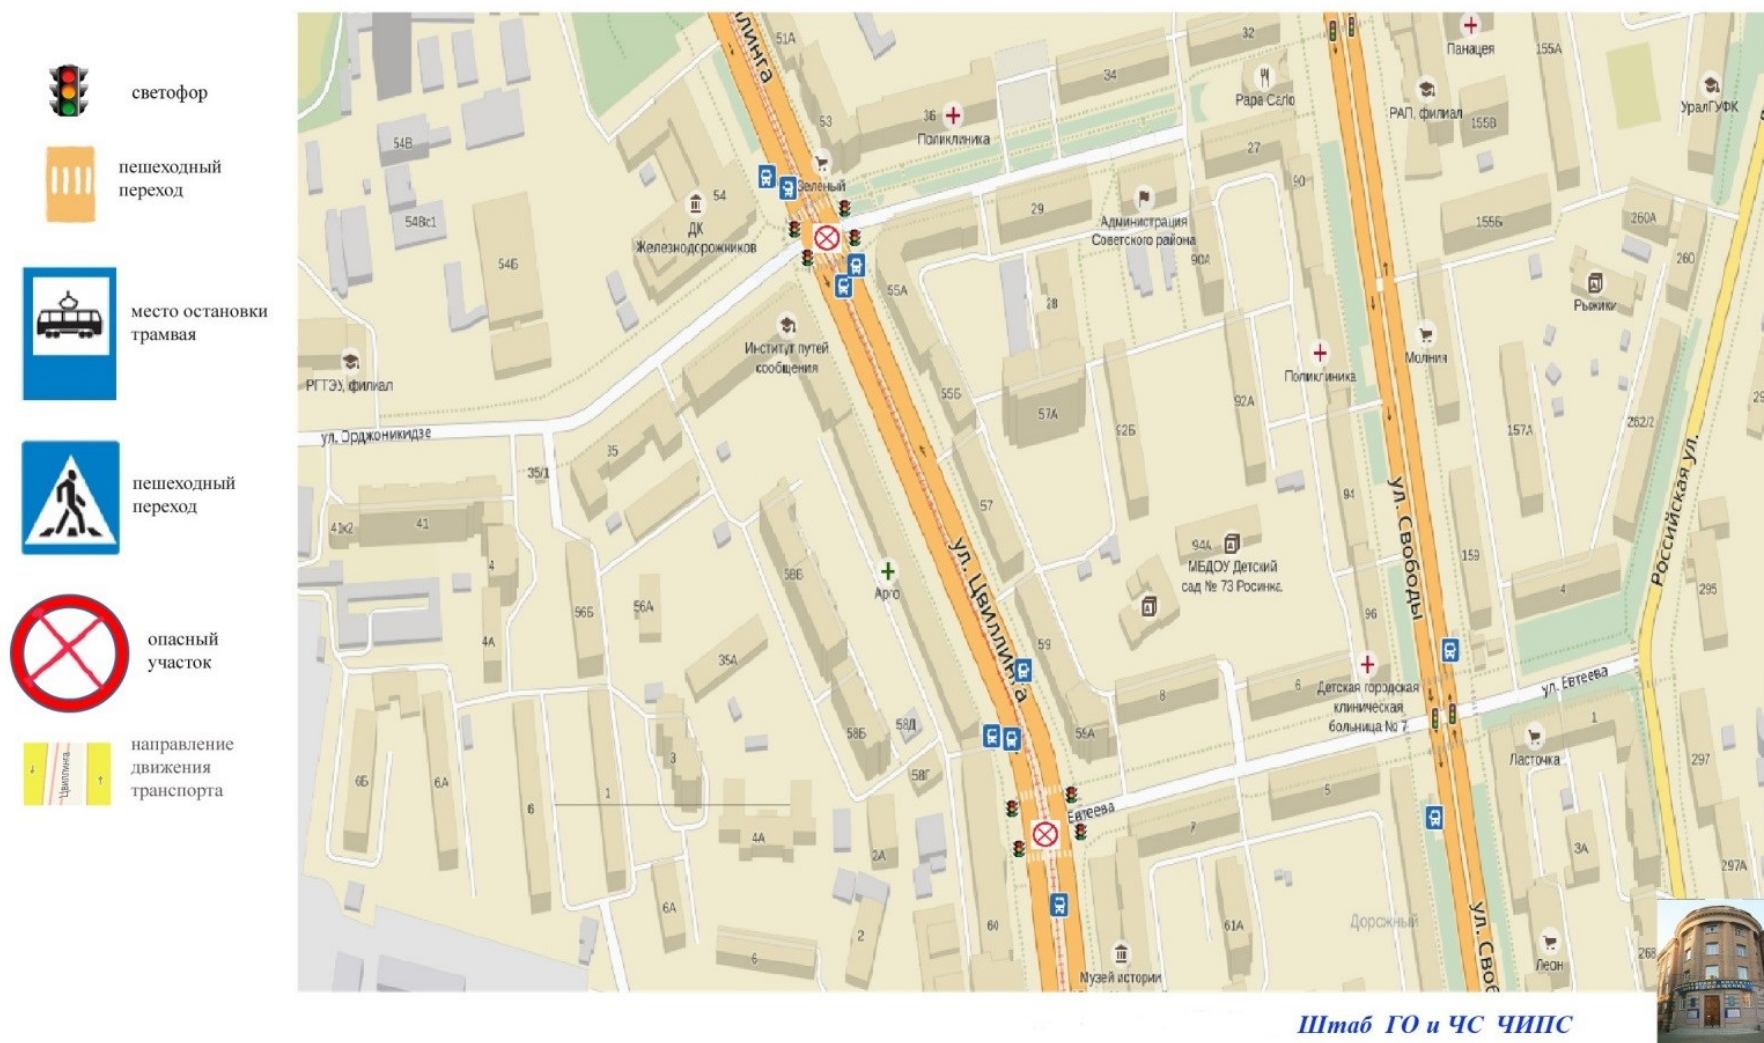 светофор
пешеходный
переход
место остановки
трамвая
пешеходный
переход
опасный
участок
направление
движения
транспорта
Цвиллинга
ллинга
51А
32
Панацея
155А
34
53
36
Поликлиника
Papa Carlo
РАП, филиал
155В
УралГУФК
54В
Зеленый
27
54
ДК
Железнодорожников
29
Администрация
Советского района
90
54Вс1
155Б
260А
260
54Б
90А
55А
28
Рыжики
Институт путей
сообщения
Молния
Поликлиника
РГТЭУ, филиал
55Б
57А
92Б
92А
157А
262/2
29
ул. Орджоникидзе
35
35/1
41к2
41
57
94
ул. Свободы
Российская ул.
4
58В
Арго
ул. Цвиллинга
94А
МБДОУ Детский
сад № 73 Росинка
159
4
295
56Б
56А
96
4А
35А
59
8
6
Детская городская
клиническая
больница № 7
ул. Евтеева
58Б
58Д
59А
1
3
Ласточка
297
6Б
6А
6
1
58Г
5
Евтеева
7
4А
2А
3А
297А
6А
60
61А
Дорожный
ул. Своб
2
6
Музей истории
Леон
268
Штаб ГО и ЧС ЧИПС